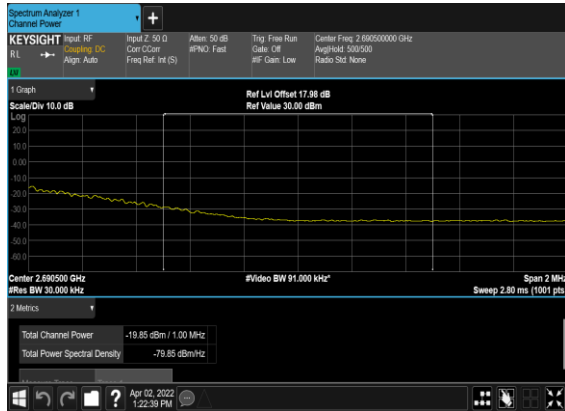 Spectrum Analyzer 1
Channel Power
+
KEYSIGHT Input: RF Input Z: 50 Ω Atten: 50 dB Trig: Free Run Center Freq: 2.690500000 GHz
RL Coupling: DC Corr CCorr #PNO: Fast Gate: Off Avg|Hold: 500/500
Align: Auto Freq Ref: Int (S) #IF Gain: Low Radio Std: None
1 Graph Ref Lvl Offset 17.98 dB
Scale/Div 10.0 dB Ref Value 30.00 dBm
Log
20.0
10.0
0.00
-10.0
-20.0
-30.0
-40.0
-50.0
-60.0
Center 2.690500 GHz #Video BW 91.000 kHz* Span 2 MHz
#Res BW 30.000 kHz Sweep 2.80 ms (1001 pts
2 Metrics
Total Channel Power -19.85 dBm / 1.00 MHz
Total Power Spectral Density -79.85 dBm/Hz
? Apr 02, 2022
1:22:39 PM